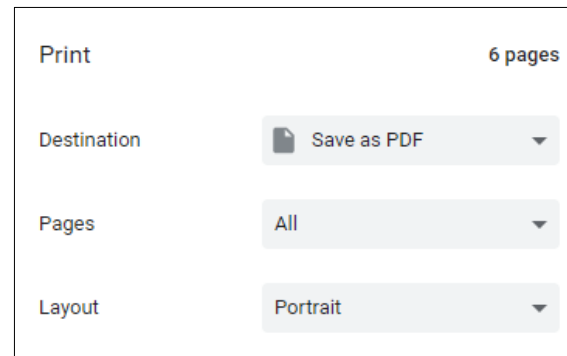 Print 6 pages
Destination Save as PDF
Pages All
Layout Portrait